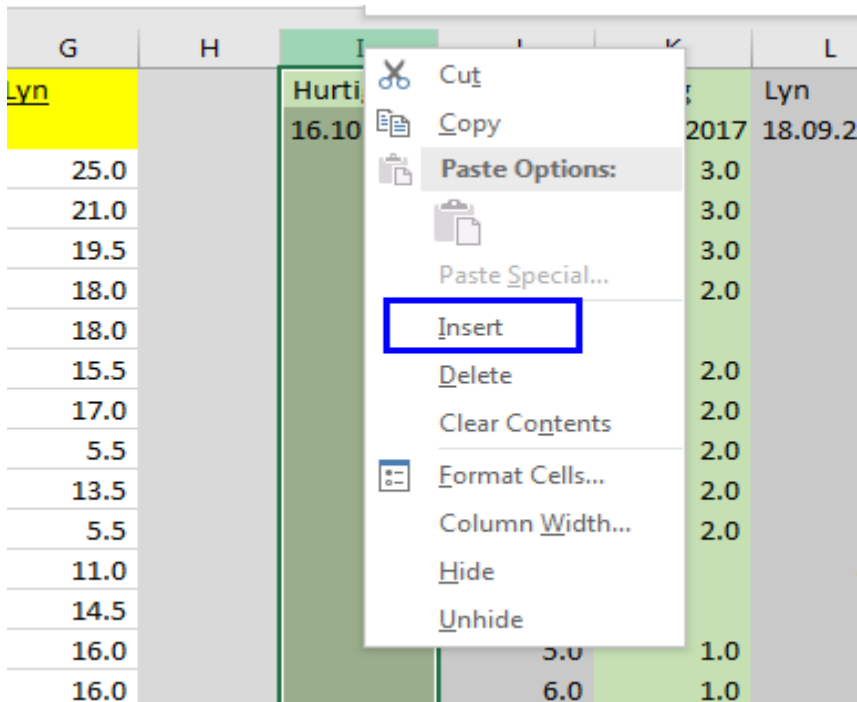 G H I J K L
Lyn Hurti Lyn
16.10 2017 18.09.2
25.0 3.0
21.0 3.0
19.5 3.0
18.0 2.0
18.0
15.5 2.0
17.0 2.0
5.5 2.0
13.5 2.0
5.5 2.0
11.0
14.5
16.0 5.0 1.0
16.0 6.0 1.0
Cut
Copy
Paste Options:
Paste Special...
Insert
Delete
Clear Contents
Format Cells...
Column Width...
Hide
Unhide